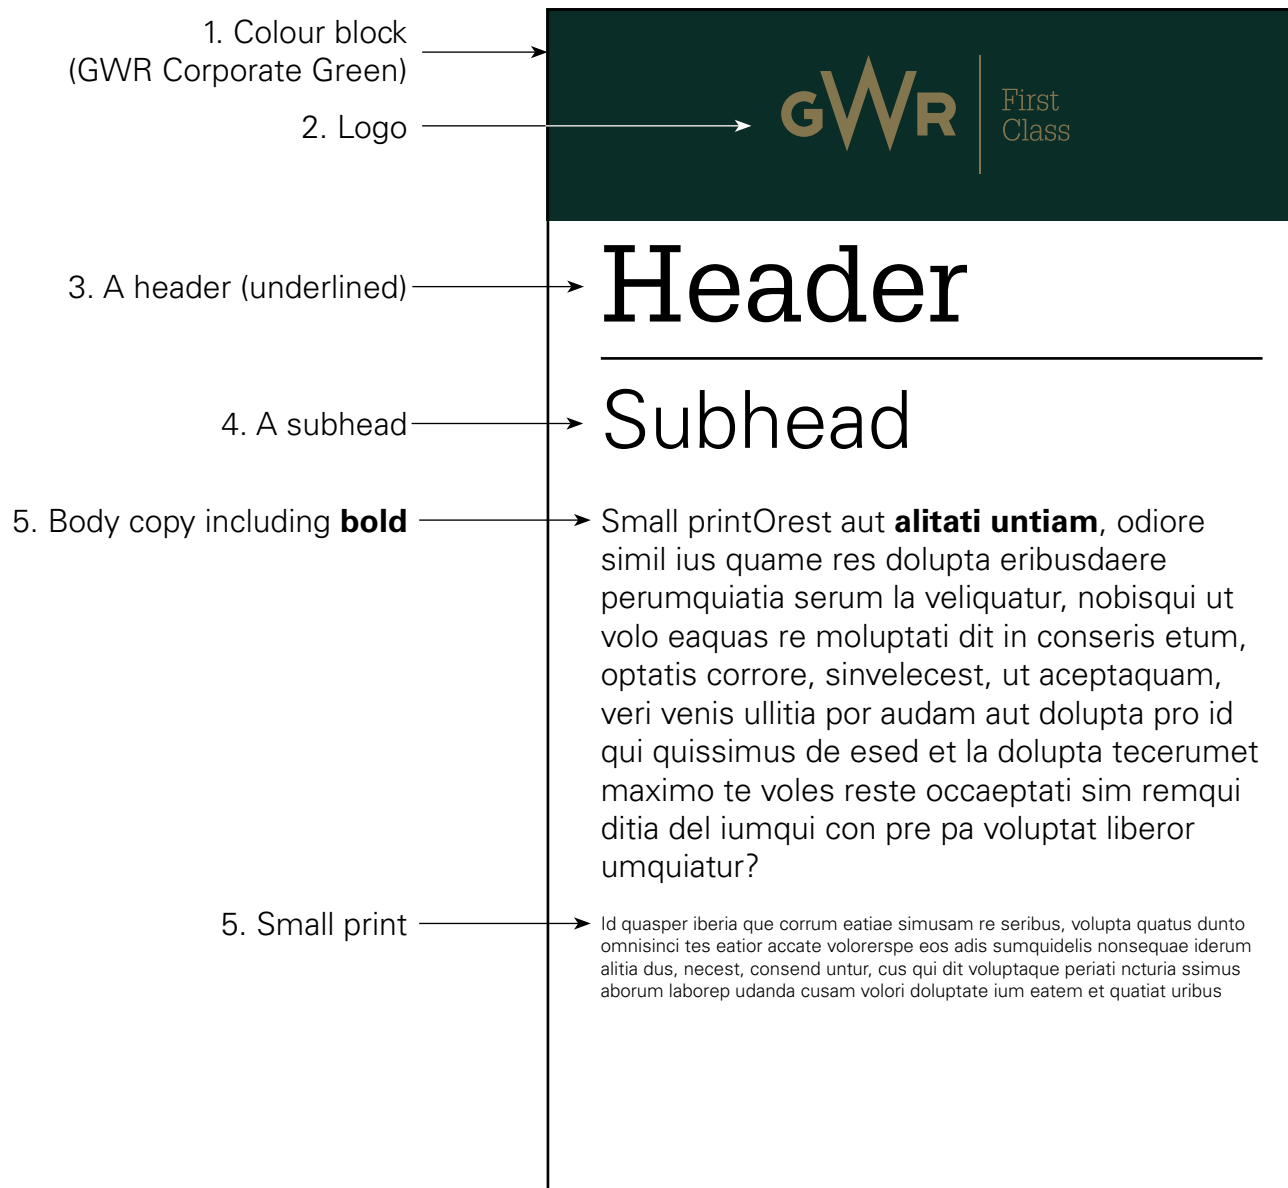 1. Colour block
(GWR Corporate Green)
2. Logo
GWR
First
Class
3. A header (underlined)
Header
4. A subhead
Subhead
5. Body copy including bold
Small printOrest aut alitati untiam, odiore
simil ius quame res dolupta eribusdaere
perumquiatia serum la veliquatur, nobisqui ut
volo eaquas re moluptati dit in conseris etum,
optatis corrore, sinvelecest, ut aceptaquam,
veri venis ullitia por audam aut dolupta pro id
qui quissimus de esed et la dolupta tecerumet
maximo te voles reste occaeptati sim remqui
ditia del iumqui con pre pa voluptat liberor
umquiatur?
5. Small print
Id quasper iberia que corrum eatiae simusam re seribus, volupta quatus dunto
omnisinci tes eatior accate volorerspe eos adis sumquidelis nonsequae iderum
alitia dus, necest, consend untur, cus qui dit voluptaque periati ncturia ssimus
aborum laborep udanda cusam volori doluptate ium eatem et quatiat uribus